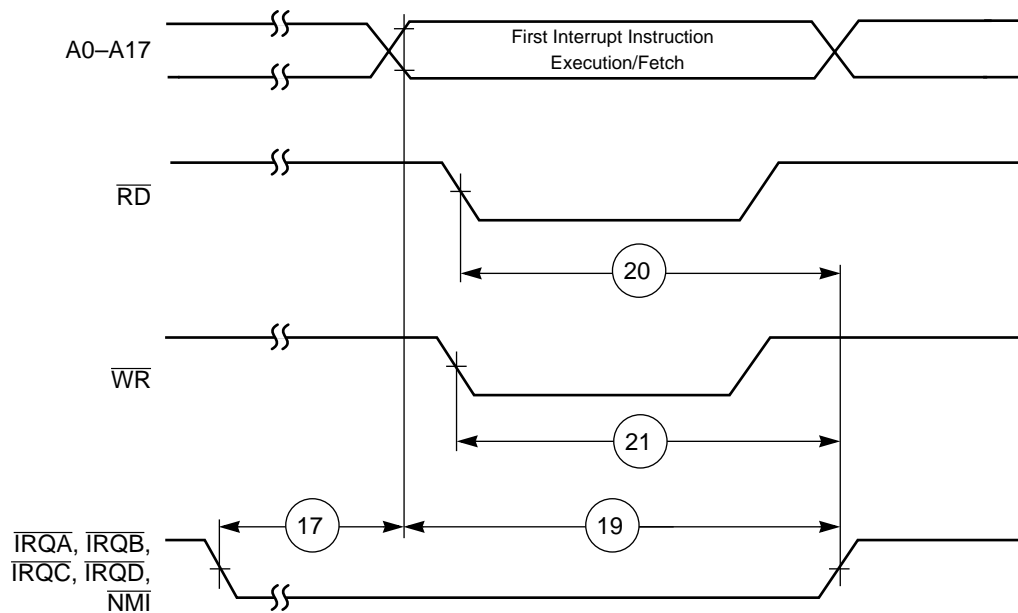 A0–A17
First Interrupt Instruction
Execution/Fetch
RD
20
WR
21
17
19
IRQA, IRQB,
IRQC, IRQD,
NMI